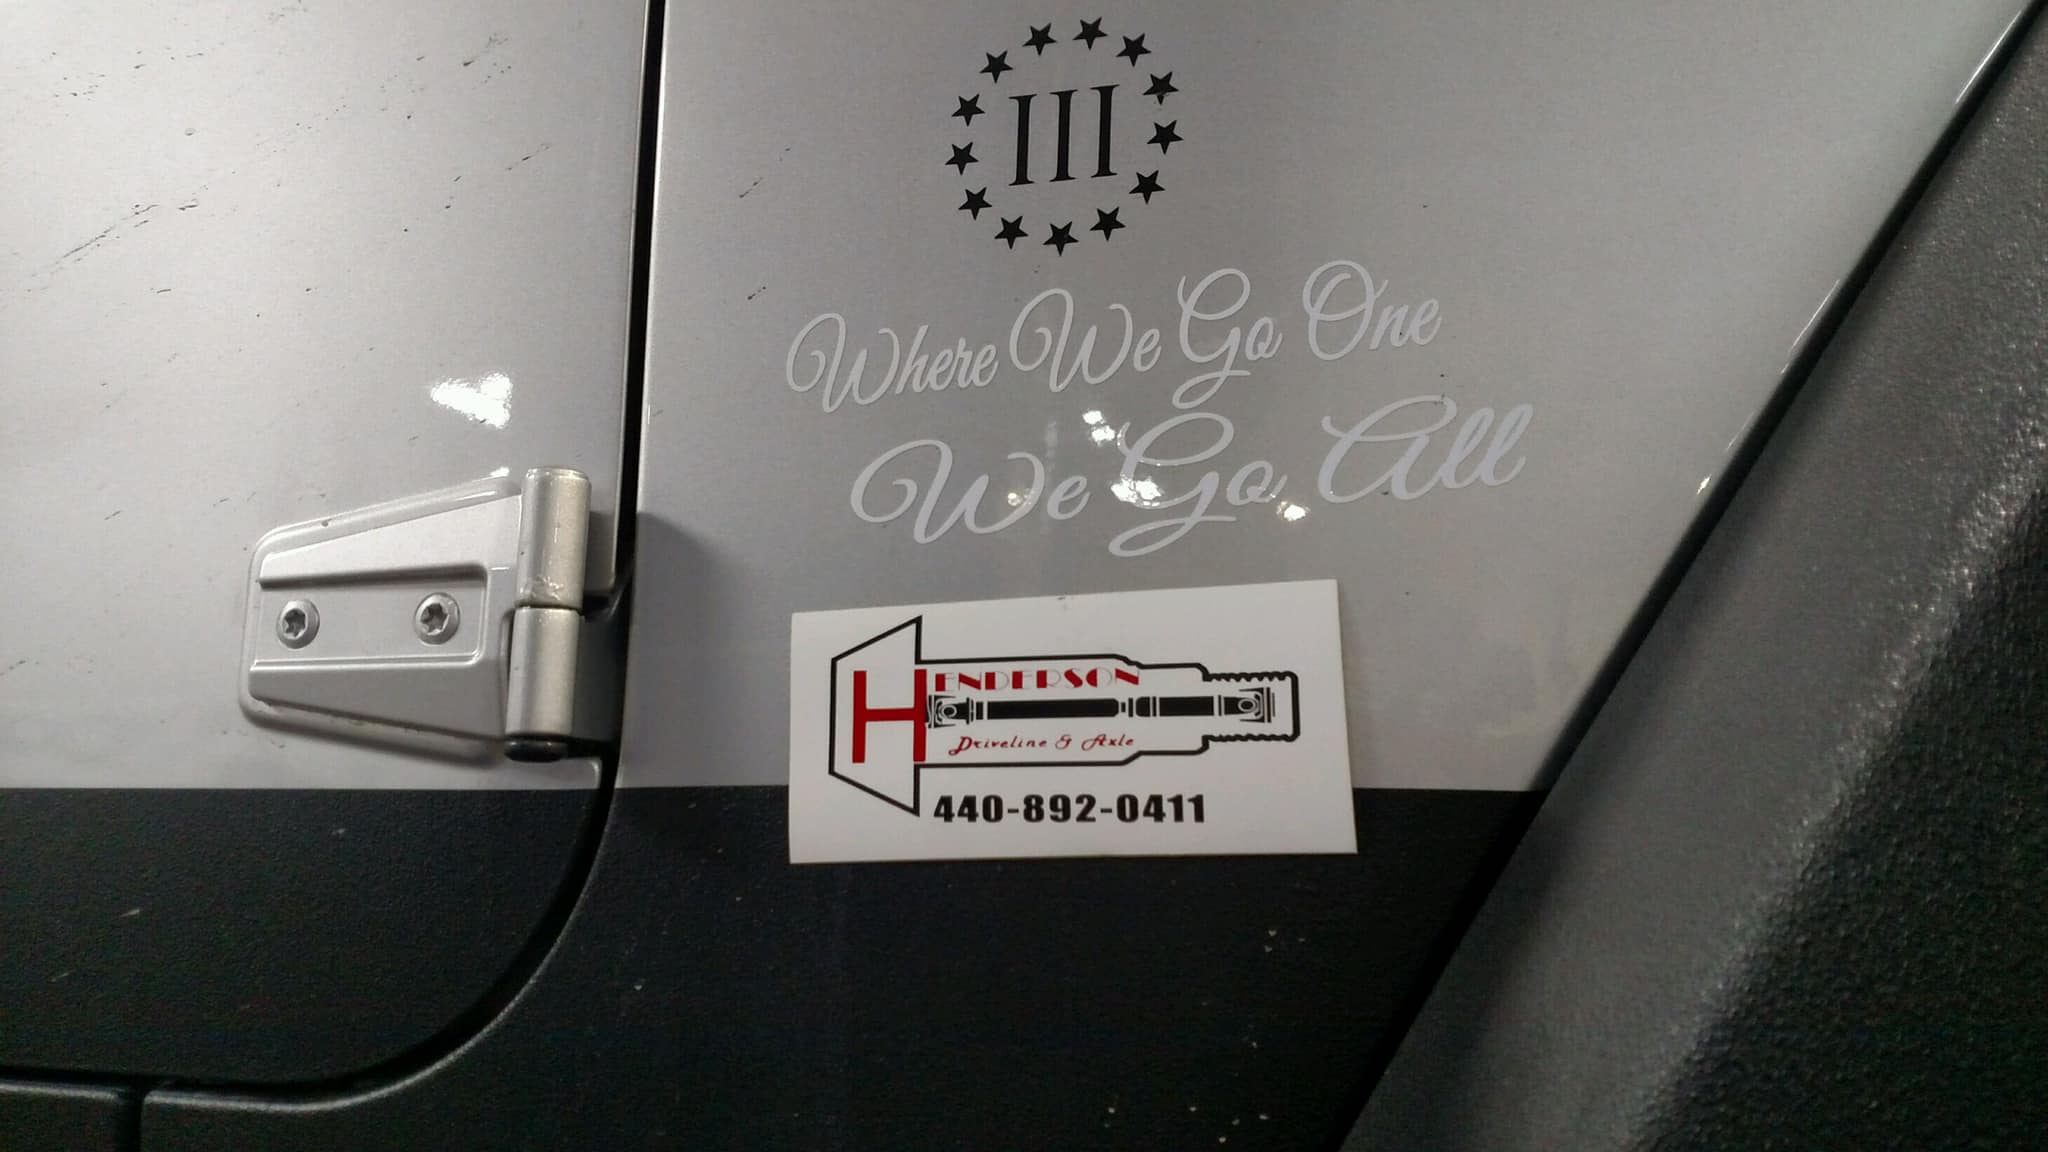 III
Where We Go One
We Go All
HENDERSON
Driveline & Axle
440-892-0411